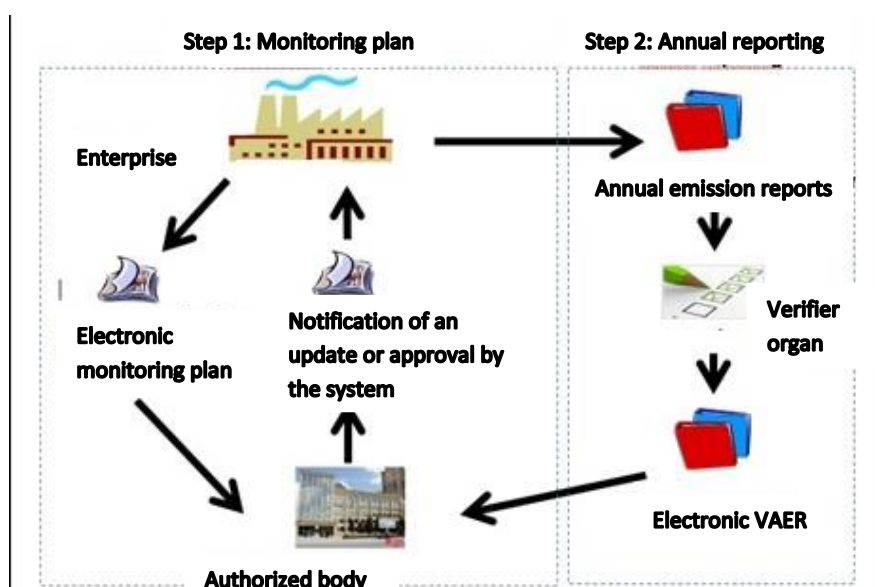 Step 1: Monitoring plan
Step 2: Annual reporting
Enterprise
Annual emission reports
Electronic
monitoring plan
Notification of an
update or approval by
the system
Verifier
organ
Electronic VAER
Authorized body